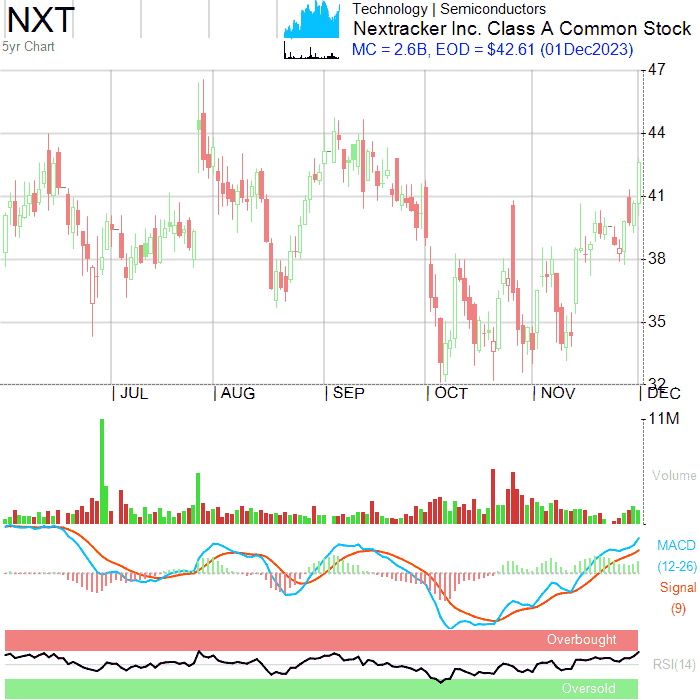 NXT
5yr Chart
Technology | Semiconductors
Nextracker Inc. Class A Common Stock
MC = 2.6B, EOD = $42.61 (01Dec2023)
47
44
41
38
35
32
| JUL | AUG | SEP | OCT | NOV | DEC
11M
Volume
MACD
(12-26)
Signal
(9)
Overbought
RSI(14)
Oversold